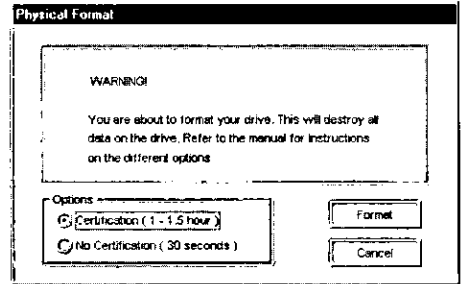 Physical Format
WARNING!
You are about to format your drive. This will destroy all
data on the drive. Refer to the manual for instructions
on the different options
Options
Certification ( 1 - 1.5 hour )
No Certification ( 30 seconds )
Format
Cancel